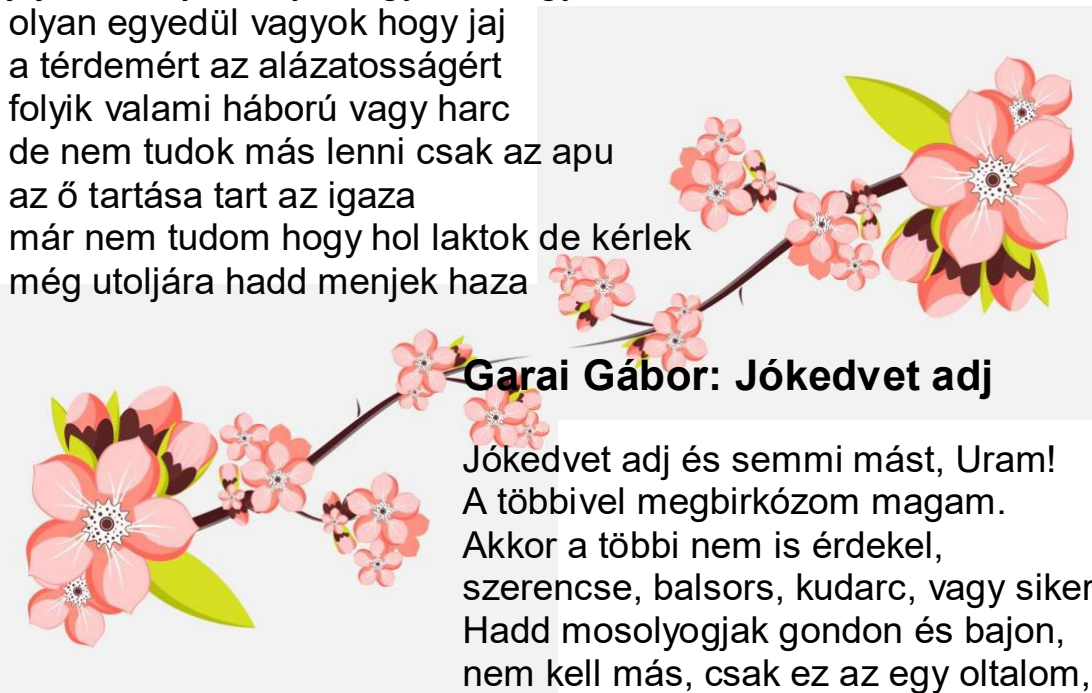 olyan egyedül vagyok hogy jaj
a térdemért az alázatosságért
folyik valami háború vagy harc
de nem tudok más lenni csak az apu
az ő tartása tart az igaza
már nem tudom hogy hol laktok de kérlek
még utoljára hadd menjek haza
Garai Gábor: Jókedvet adj
Jókedvet adj és semmi mást, Uram!
A többivel megbirkózom magam.
Akkor a többi nem is érdekel,
szerencse, balsors, kudarc, vagy siker
Hadd mosolyogjak gondon és bajon,
nem kell más, csak ez az egy oltalom,